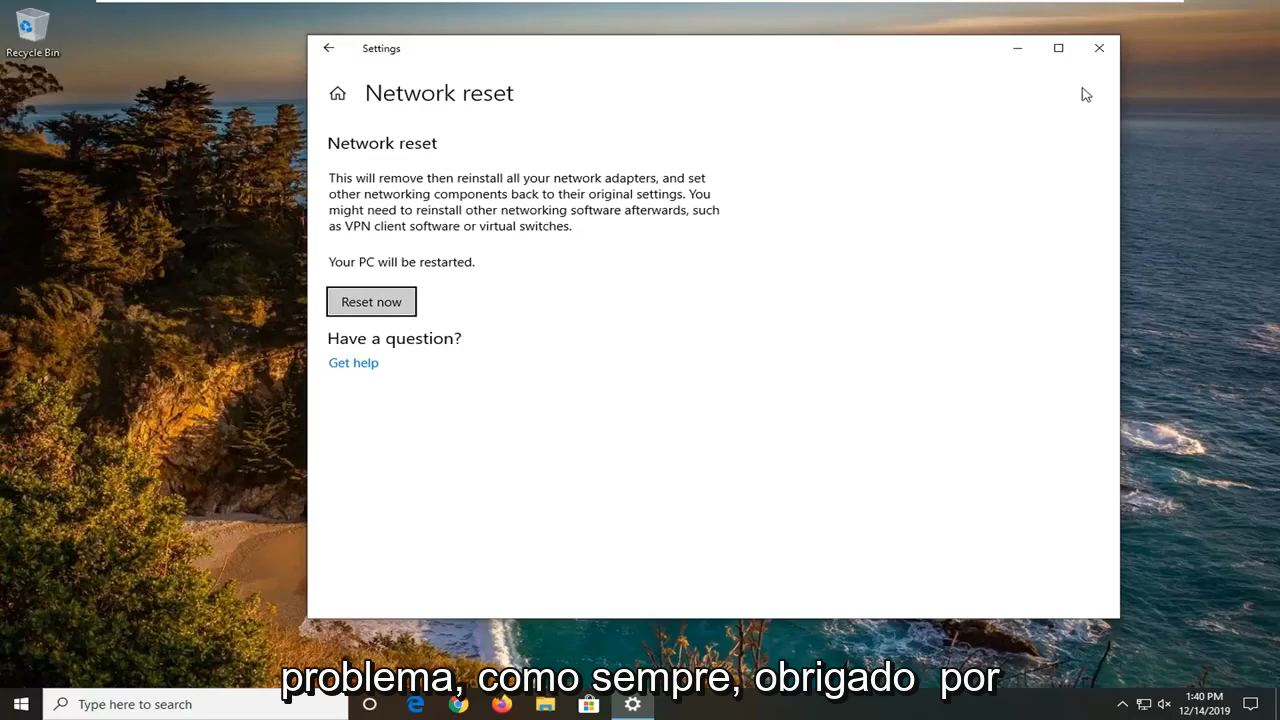 Recycle Bin
Settings
Network reset
Network reset
This will remove then reinstall all your network adapters, and set
other networking components back to their original settings. You
might need to reinstall other networking software afterwards, such
as VPN client software or virtual switches.
Your PC will be restarted.
Reset now
Have a question?
Get help
problema, como sempre, obrigado por
Type here to search
1:40 PM
12/14/2019